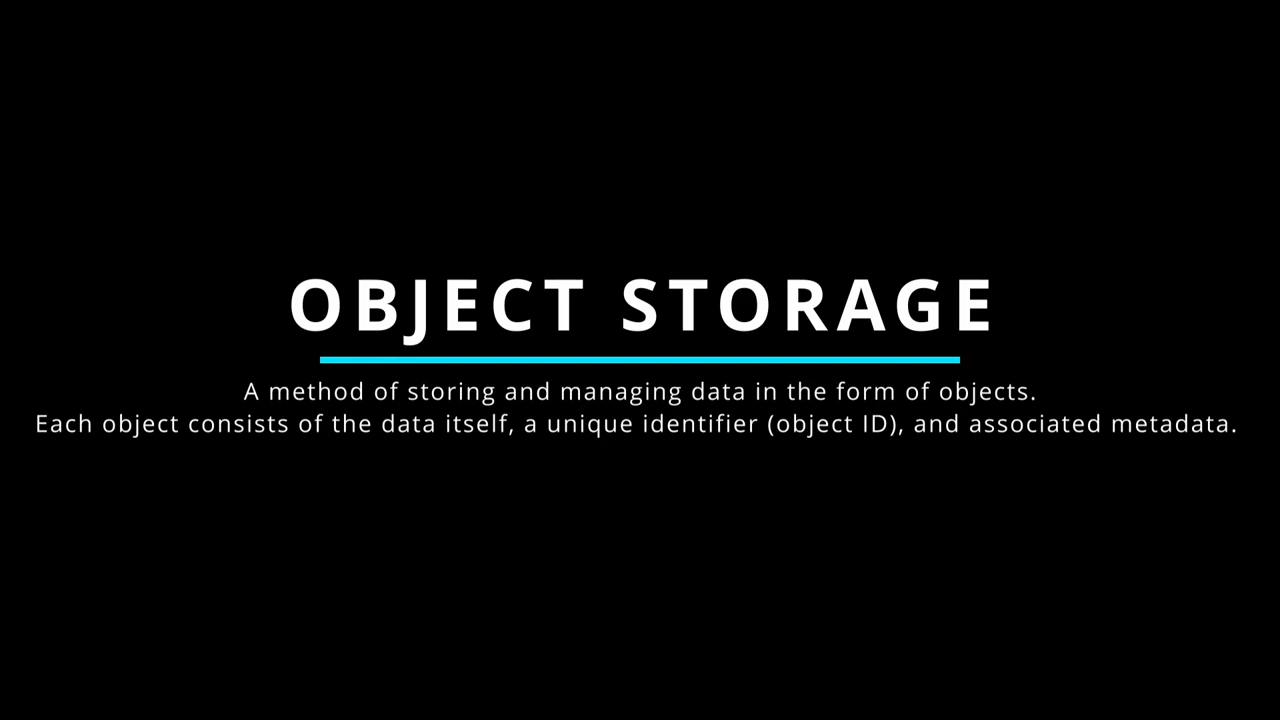 OBJECT STORAGE
A method of storing and managing data in the form of objects.
Each object consists of the data itself, a unique identifier (object ID), and associated metadata.